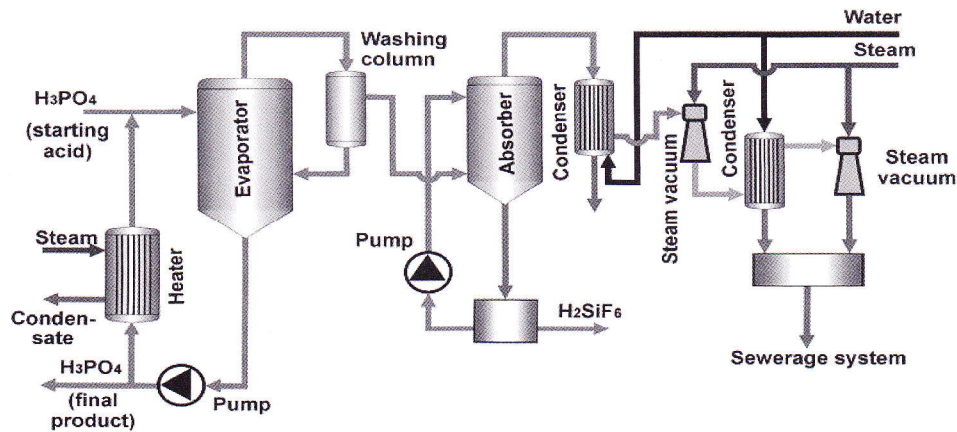 Water
Steam
Washing
column
H3PO4
(starting
acid)
Evaporator
Absorber
Condenser
Steam vacuum
Condenser
Steam
vacuum
Steam
Heater
Pump
Conden-
sate
H2SiF6
H3PO4
(final
product)
Pump
Sewerage system